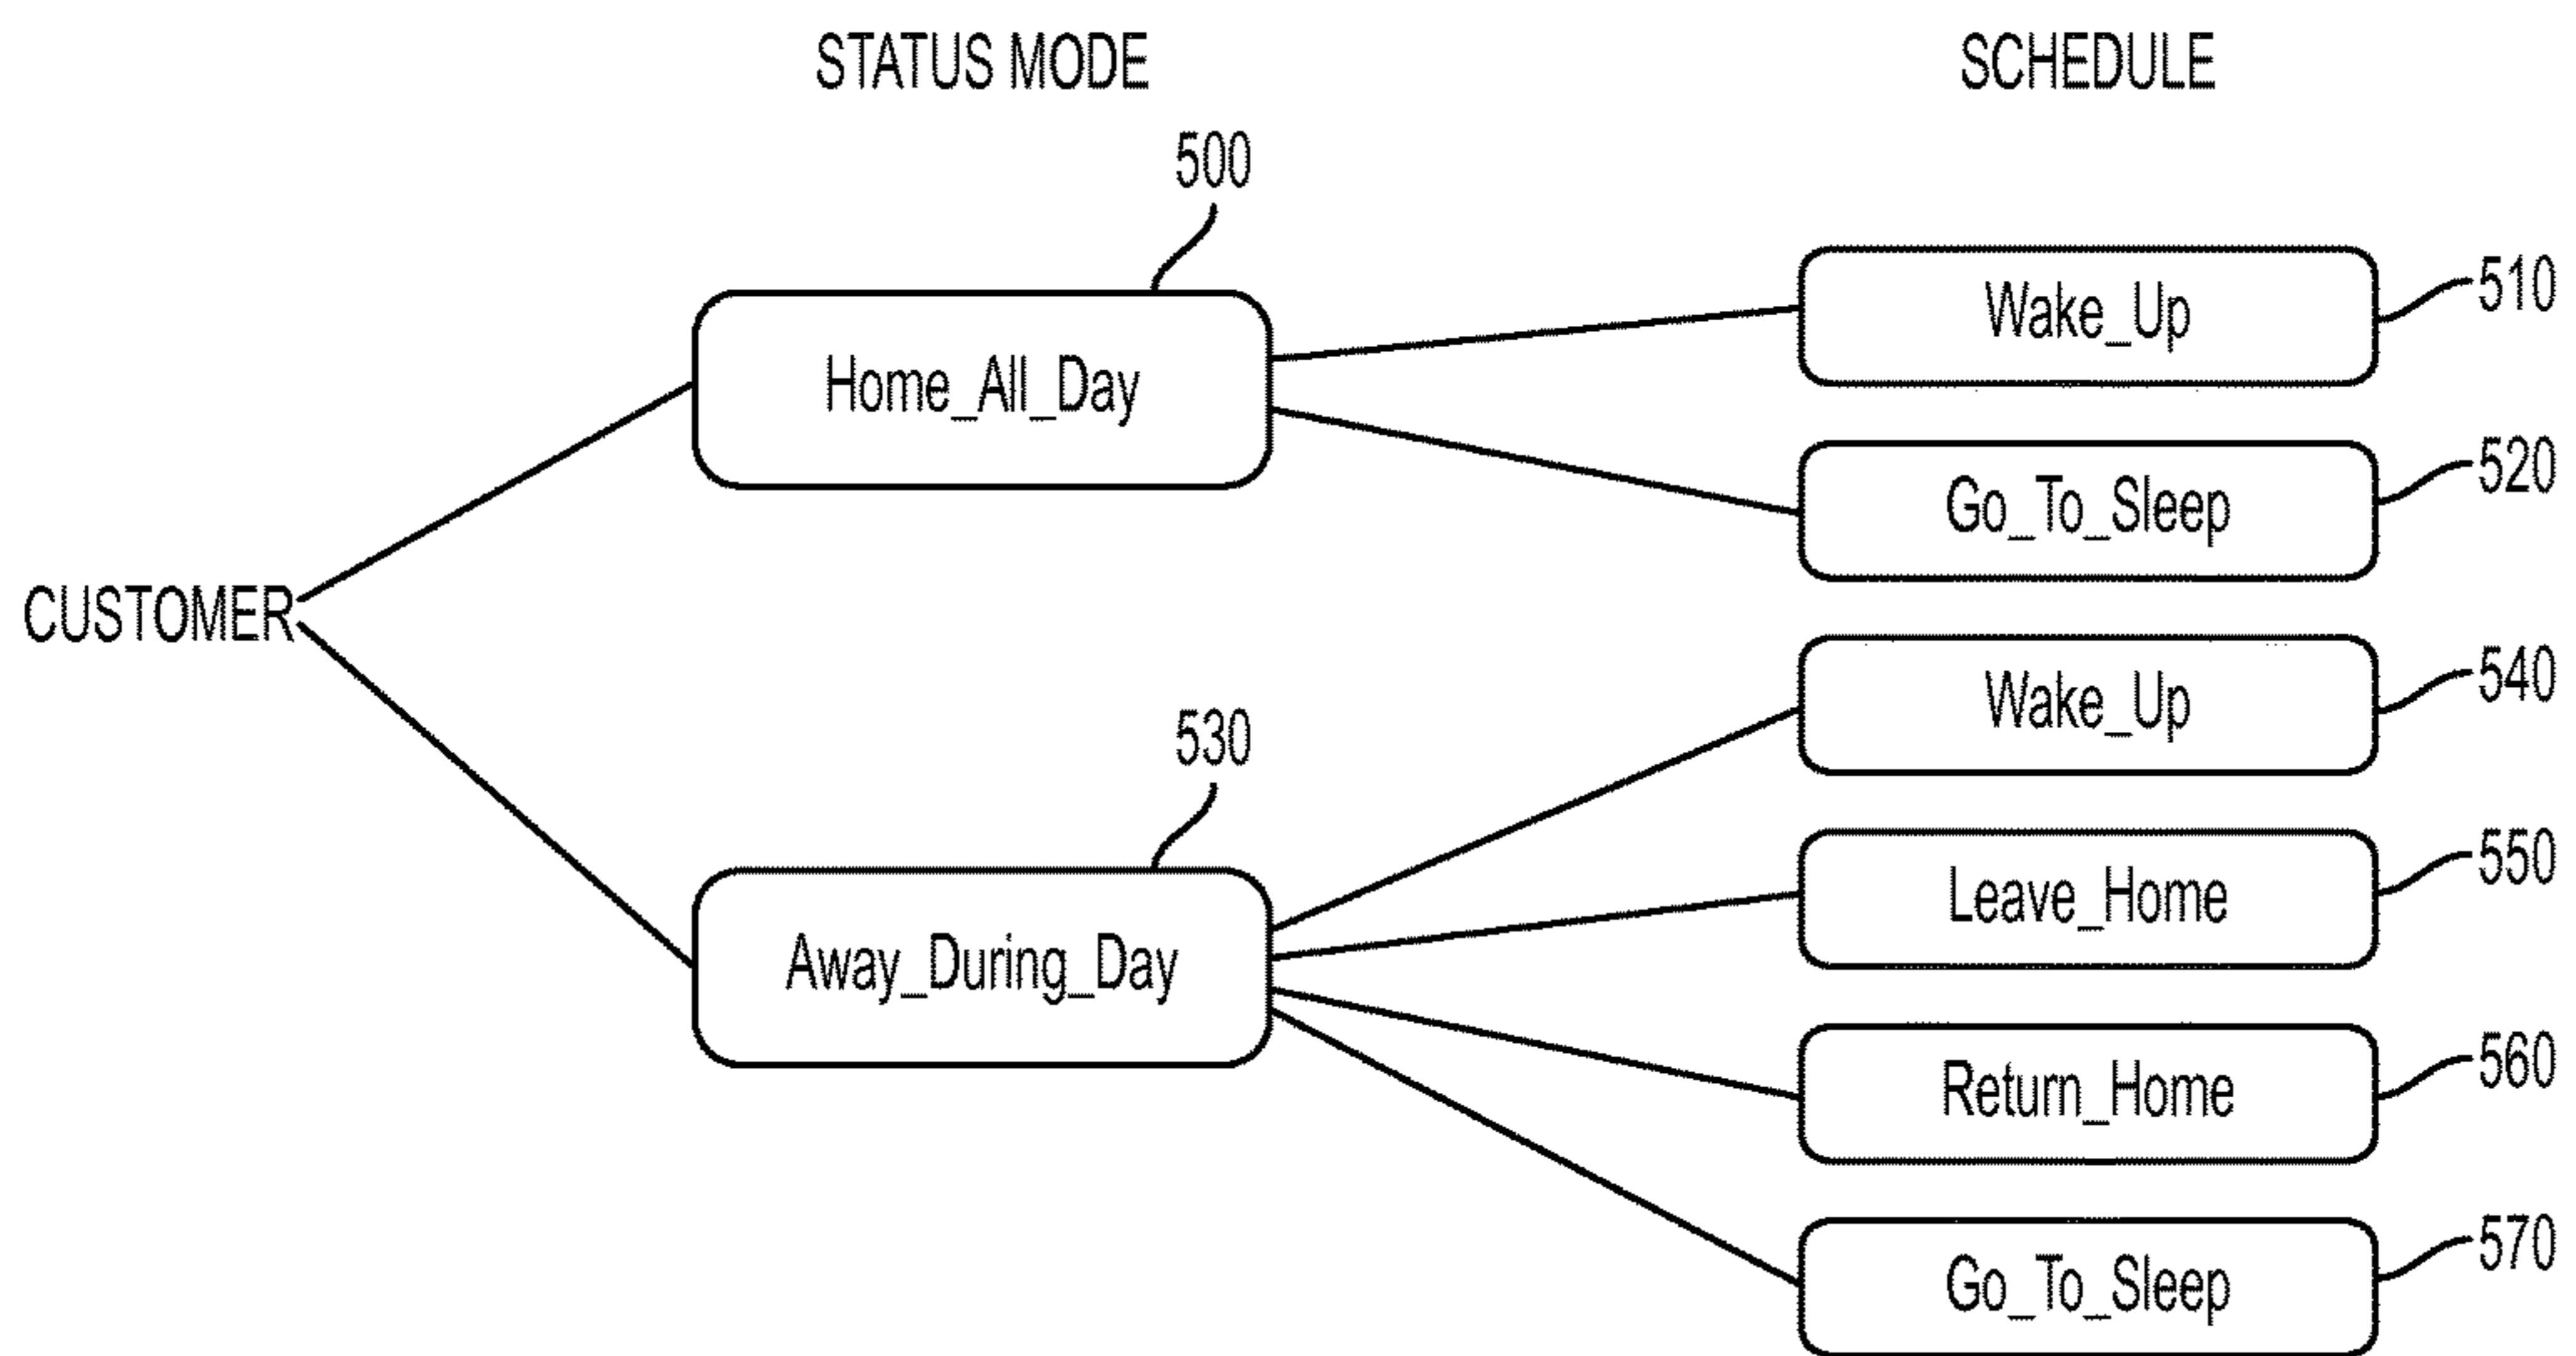 STATUS MODE
SCHEDULE
500
Home_All_Day
Wake_Up
510
Go_To_Sleep
520
CUSTOMER
530
Away_During_Day
Wake_Up
540
Leave_Home
550
Return_Home
560
Go_To_Sleep
570